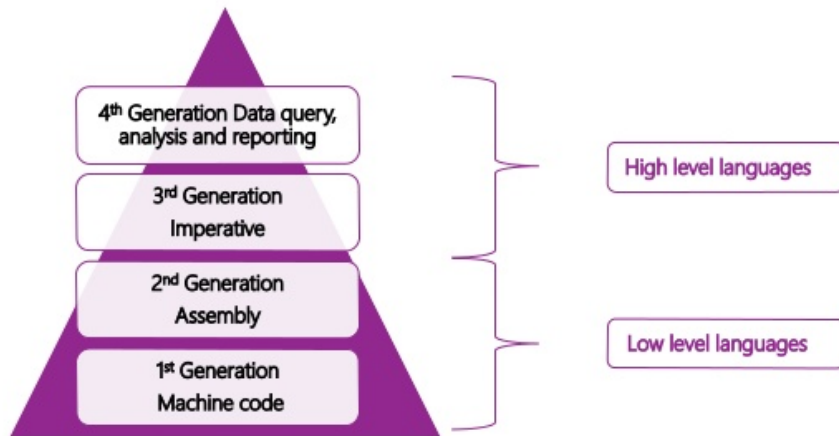 4th Generation Data query,
analysis and reporting
3rd Generation
Imperative
2nd Generation
Assembly
1st Generation
Machine code
High level languages
Low level languages